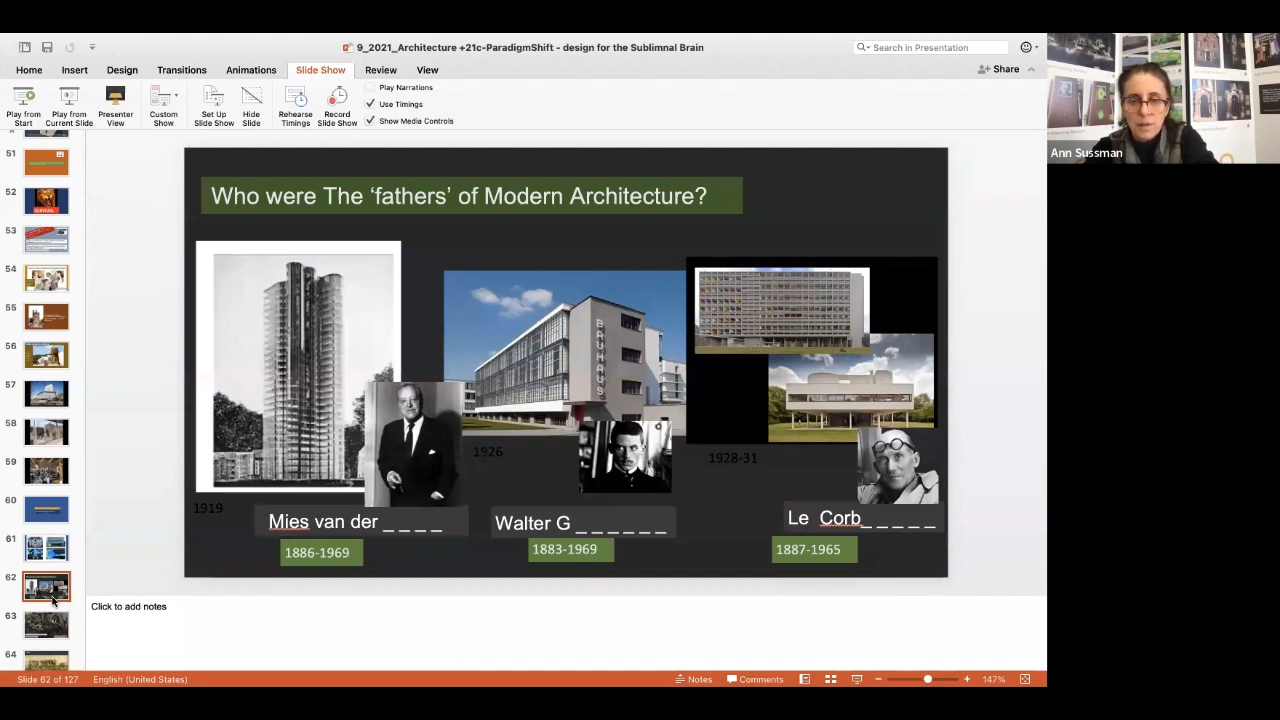 9_2021_Architecture +21c-ParadigmShift - design for the Sublimnal Brain
Search in Presentation
Home Insert Design Transitions Animations Slide Show Review View
Share
Play from Start
Play from Current Slide
Presenter View
Custom Show
Set Up Slide Show
Hide Slide
Rehearse Timings
Record Slide Show
Play Narrations
Use Timings
Show Media Controls
Ann Sussman
51
52
53
54
55
56
57
58
59
60
61
62
63
64
Who were The ‘fathers’ of Modern Architecture?
BAUHAUS
1919
1926
1928-31
Mies van der _ _ _ _
Walter G _ _ _ _ _ _
Le Corb_ _ _ _ _
1886-1969
1883-1969
1887-1965
Click to add notes
Slide 62 of 127 English (United States)
Notes Comments
147%